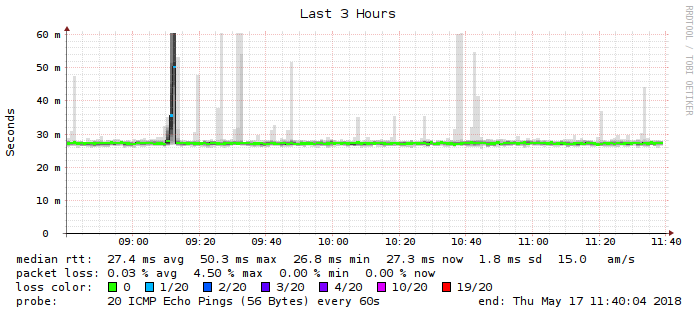 Last 3 Hours
RRDTOOL / TOBI OETIKER
Seconds
60 m
50 m
40 m
30 m
20 m
10 m
0
09:00 09:20 09:40 10:00 10:20 10:40 11:00 11:20 11:40
median rtt: 27.4 ms avg 50.3 ms max 26.8 ms min 27.3 ms now 1.8 ms sd 15.0 am/s
packet loss: 0.03 % avg 4.50 % max 0.00 % min 0.00 % now
loss color: 0 1/20 2/20 3/20 4/20 10/20 19/20
probe: 20 ICMP Echo Pings (56 Bytes) every 60s end: Thu May 17 11:40:04 2018